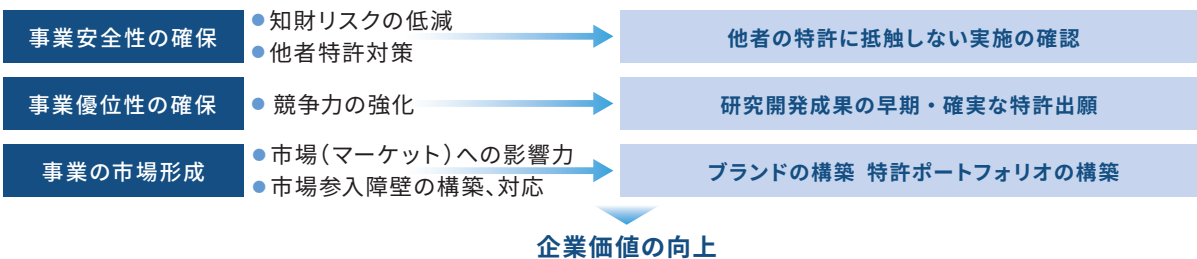 事業安全性の確保
●知財リスクの低減
●他者特許対策
他者の特許に抵触しない実施の確認
事業優位性の確保
● 競争力の強化
研究開発成果の早期・確実な特許出願
事業の市場形成
●市場（マーケット）への影響力
●市場参入障壁の構築、対応
ブランドの構築 特許ポートフォリオの構築
企業価値の向上